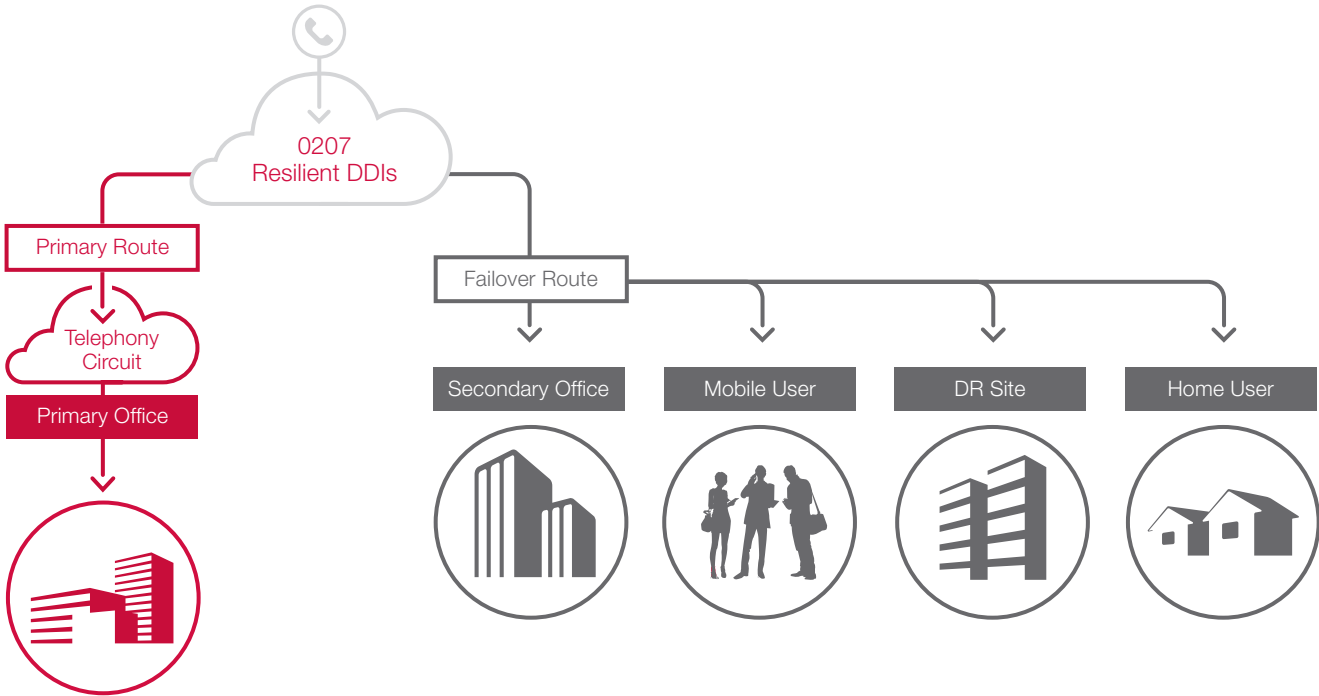 0207
Resilient DDIs
Primary Route
Failover Route
Telephony
Circuit
Primary Office
Secondary Office
Mobile User
DR Site
Home User